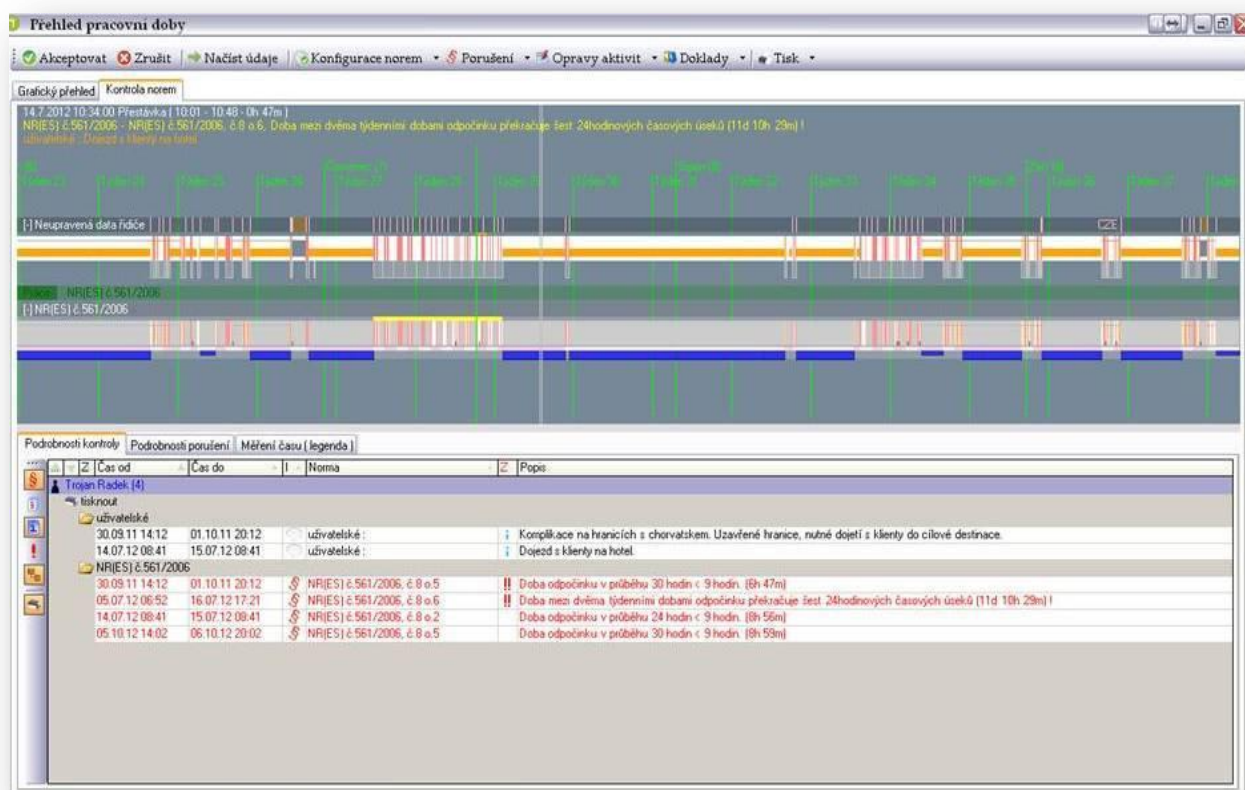 Přehled pracovní doby
Akceptovat Zrušit Načíst údaje Konfigurace norem Porušení Opravy aktivit Doklady Tisk
Grafický přehled Kontrola norem
14.7.2012 10:34:00 Přestávka ( 10:01 - 10:48 - 0h 47m )
NR(ES) č.561/2006 - NR(ES) č.561/2006, č.8 o.6, Doba mezi dvěma týdenními dobami odpočinku překračuje šest 24hodinových časových úseků (11d 10h 29m) !
uživatelské : Dojezd s klienty na hotel.
[-] Neupravená data řidiče
CZE
NR(ES) č.561/2006
[-] NR(ES) č.561/2006
Podrobnosti kontroly Podrobnosti porušení Měření času ( legenda )
Z Čas od Čas do I Norma Z Popis
Trojan Radek (4)
tisknout
uživatelské
30.09.11 14:12 01.10.11 20:12 uživatelské : Komplikace na hranicích s chorvatskem. Uzavřené hranice, nutné dojetí s klienty do cílové destinace.
14.07.12 08:41 15.07.12 08:41 uživatelské : Dojezd s klienty na hotel.
NR(ES) č.561/2006
30.09.11 14:12 01.10.11 20:12 § NR(ES) č.561/2006, č.8 o.5 !! Doba odpočinku v průběhu 30 hodin < 9 hodin. (6h 47m)
05.07.12 06:52 16.07.12 17:21 § NR(ES) č.561/2006, č.8 o.6 !! Doba mezi dvěma týdenními dobami odpočinku překračuje šest 24hodinových časových úseků (11d 10h 29m) !
14.07.12 08:41 15.07.12 08:41 § NR(ES) č.561/2006, č.8 o.2 Doba odpočinku v průběhu 24 hodin < 9 hodin. (8h 56m)
05.10.12 14:02 06.10.12 20:02 § NR(ES) č.561/2006, č.8 o.5 Doba odpočinku v průběhu 30 hodin < 9 hodin. (8h 59m)